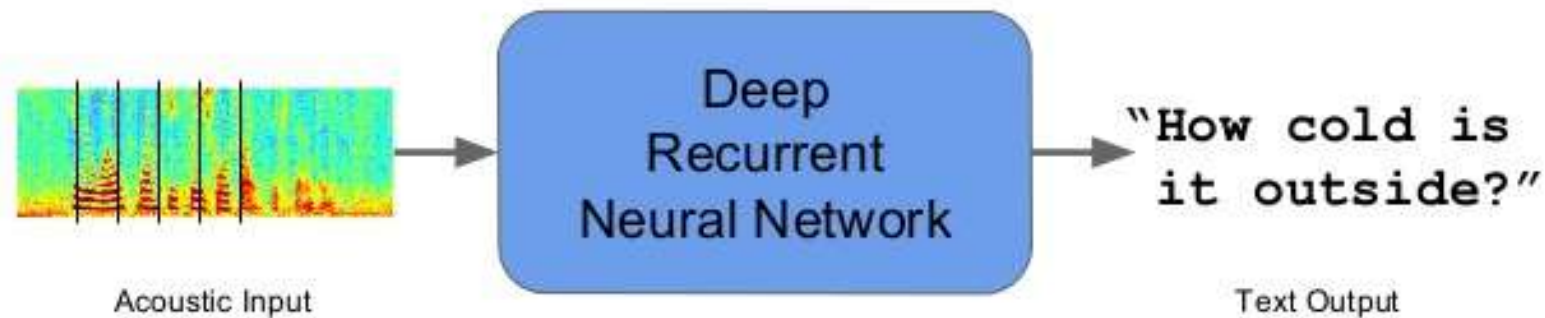 Deep
Recurrent
Neural Network
“How cold is
it outside?”
Acoustic Input
Text Output